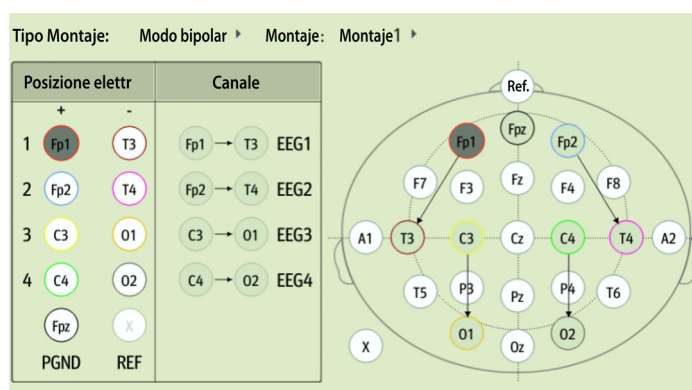 Tipo Montaje: Modo bipolar Montaje: Montaje1
Posizione elettr Canale
+ -
1 Fp1 T3 Fp1 T3 EEG1
2 Fp2 T4 Fp2 T4 EEG2
3 C3 O1 C3 O1 EEG3
4 C4 O2 C4 O2 EEG4
Fpz X
PGND REF
Ref.
Fp1 Fpz Fp2
F7 F3 Fz F4 F8
A1 T3 C3 Cz C4 T4 A2
T5 P3 Pz P4 T6
X O1 Oz O2